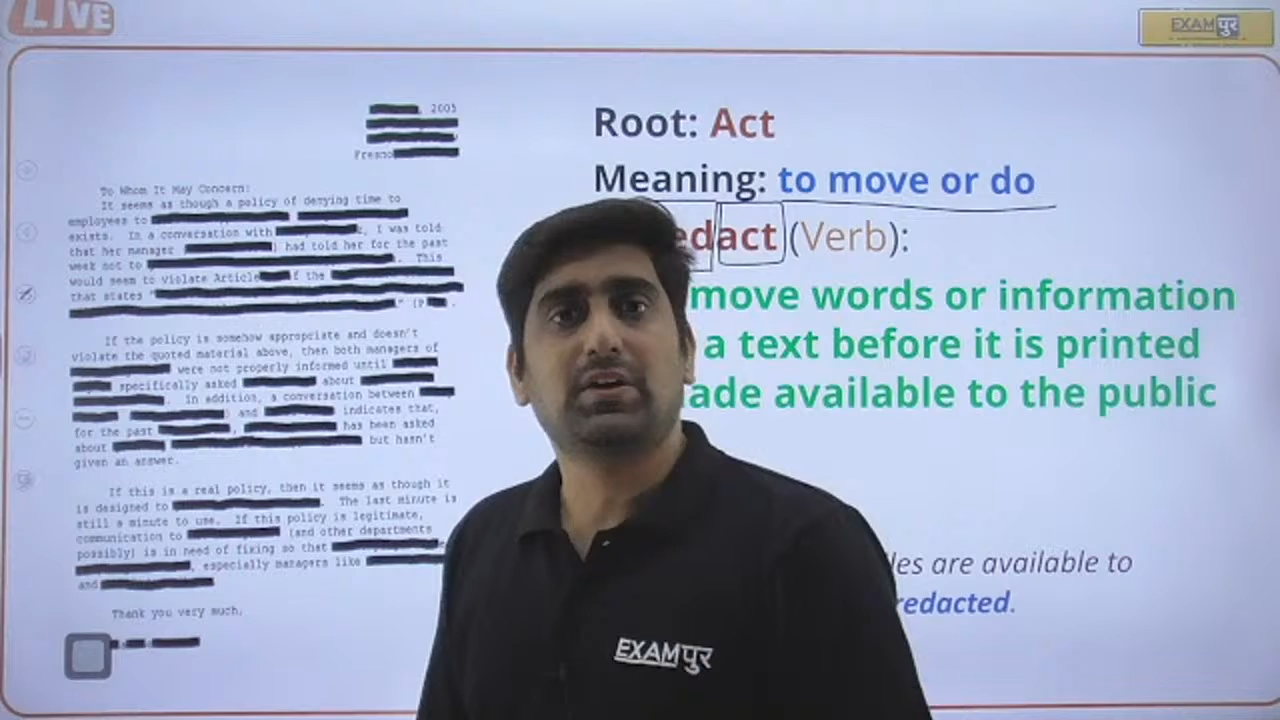 LIVE
EXAMपुर
, 2005
Fresno
To Whom It May Concern:
It seems as though a policy of denying time to
employees to
exists. In a conversation with , I was told
that her manager ) had told her for the past
week not to . This
would seem to violate Article f the
that states "
" (P .
If the policy is somehow appropriate and doesn't
violate the quoted material above, then both managers of
were not properly informed until
specifically asked about
. In addition, a conversation between
) and indicates that,
for the past , has been asked
about but hasn't
given an answer.
If this is a real policy, then it seems as though it
is designed to . The last minute is
still a minute to use. If this policy is legitimate,
communication to (and other departments
possibly) is in need of fixing so that
, especially managers like
and
Thank you very much,
Root: Act
Meaning: to move or do
edact (Verb):
move words or information
a text before it is printed
ade available to the public
les are available to
redacted.
EXAMपुर